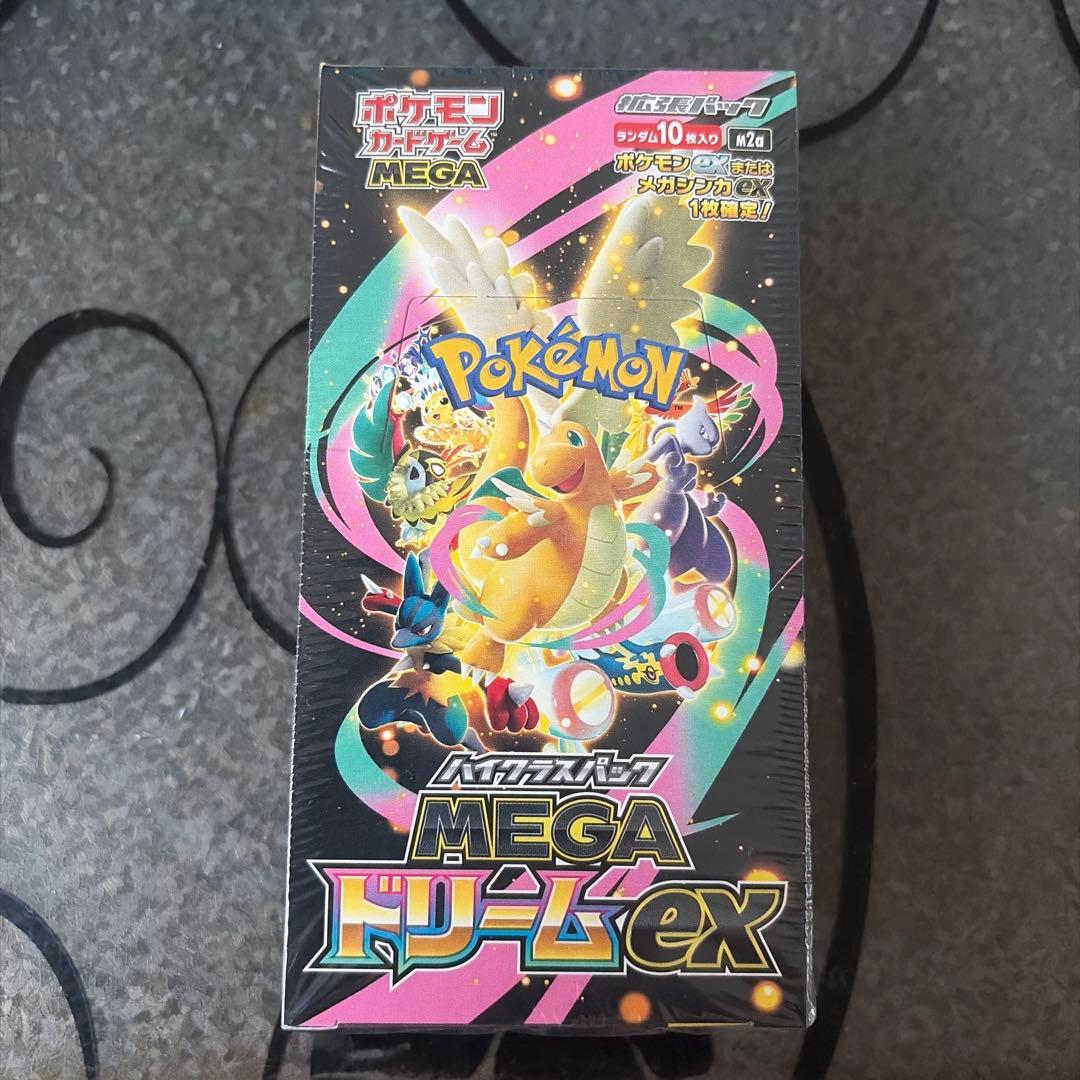 ポケモン
カードゲーム
MEGA
拡張パック
ランダム10枚入り M2a
ポケモンexまたは
メガシンカex
1枚確定!
POKÉMON
TM
ハイクラスパック
MEGA
ドリームex